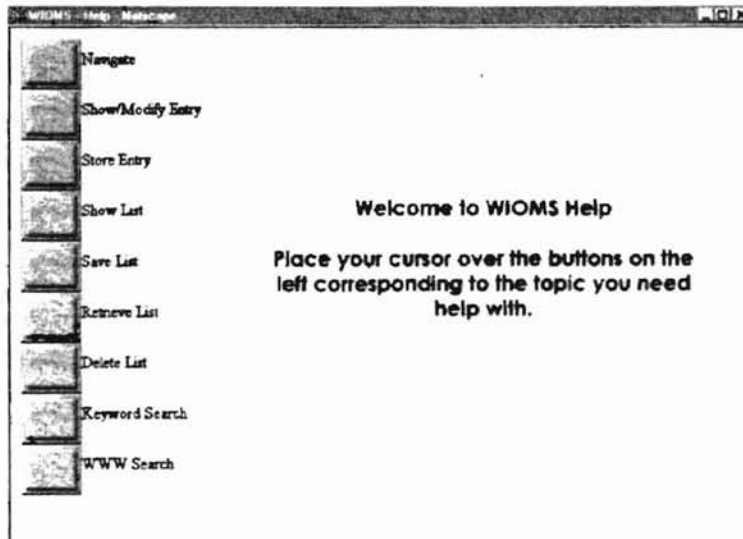 WIOMS - Help - Netscape
Navigate
Show/Modify Entry
Store Entry
Show List
Save List
Retrieve List
Delete List
Keyword Search
WWW Search
Welcome to WIOMS Help
Place your cursor over the buttons on the
left corresponding to the topic you need
help with.